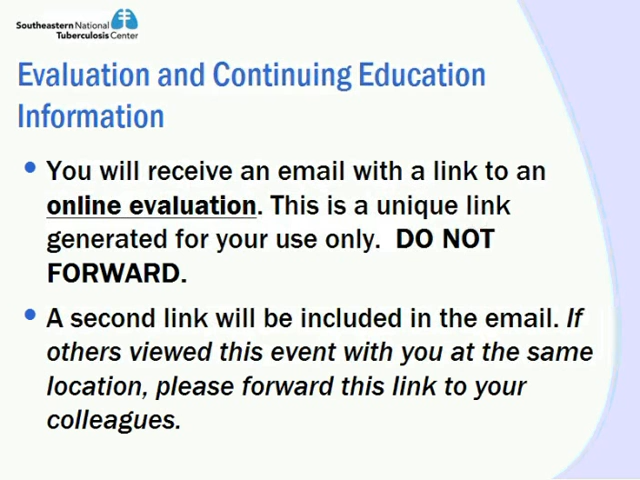 Southeastern National
Tuberculosis Center
Evaluation and Continuing Education
Information
You will receive an email with a link to an
online evaluation. This is a unique link
generated for your use only. DO NOT
FORWARD.
A second link will be included in the email. If
others viewed this event with you at the same
location, please forward this link to your
colleagues.